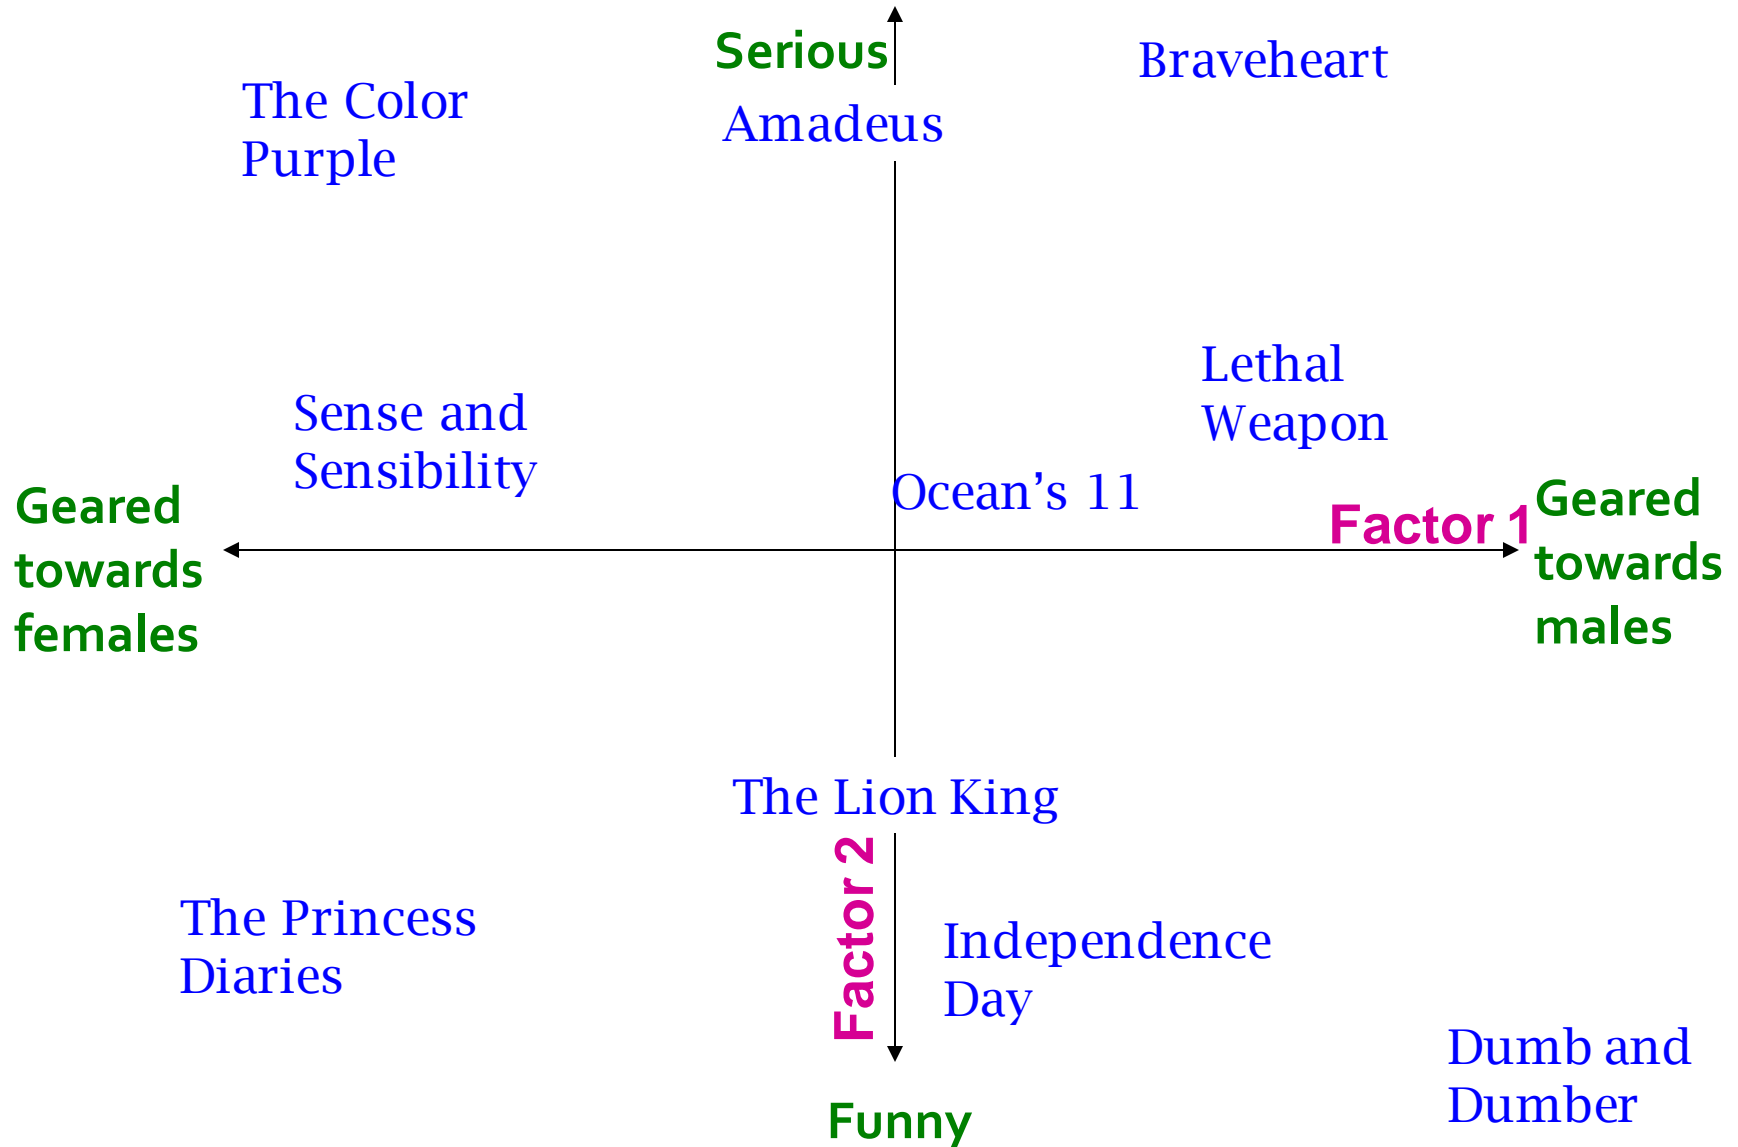 Serious
Braveheart
The Color
Purple
Amadeus
Lethal
Weapon
Sense and
Sensibility
Ocean’s 11
Geared
towards
females
Factor 1
Geared
towards
males
The Lion King
Factor 2
The Princess
Diaries
Independence
Day
Dumb and
Dumber
Funny